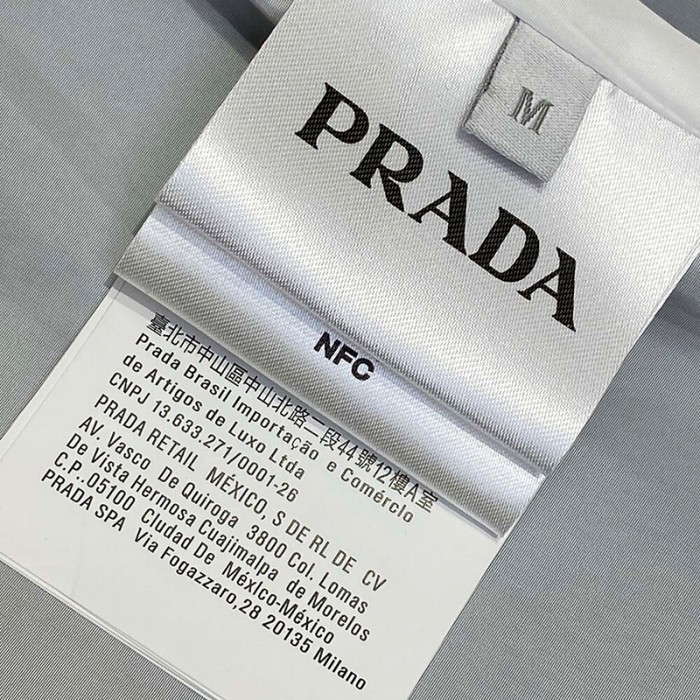 M
PRADA
NFC
臺北市中山區中山北路二段44號12樓A室
Prada Brasil Importação e Comércio
de Artigos de Luxo Ltda
CNPJ 13.633.271/0001-26
PRADA RETAIL MÉXICO, S DE RL DE CV
AV. Vasco De Quiroga 3800 Col. Lomas
De Vista Hermosa Cuajimalpa de Morelos
C.P..05100 Ciudad De México-México
PRADA SPA Via Fogazzaro,28 20135 Milano